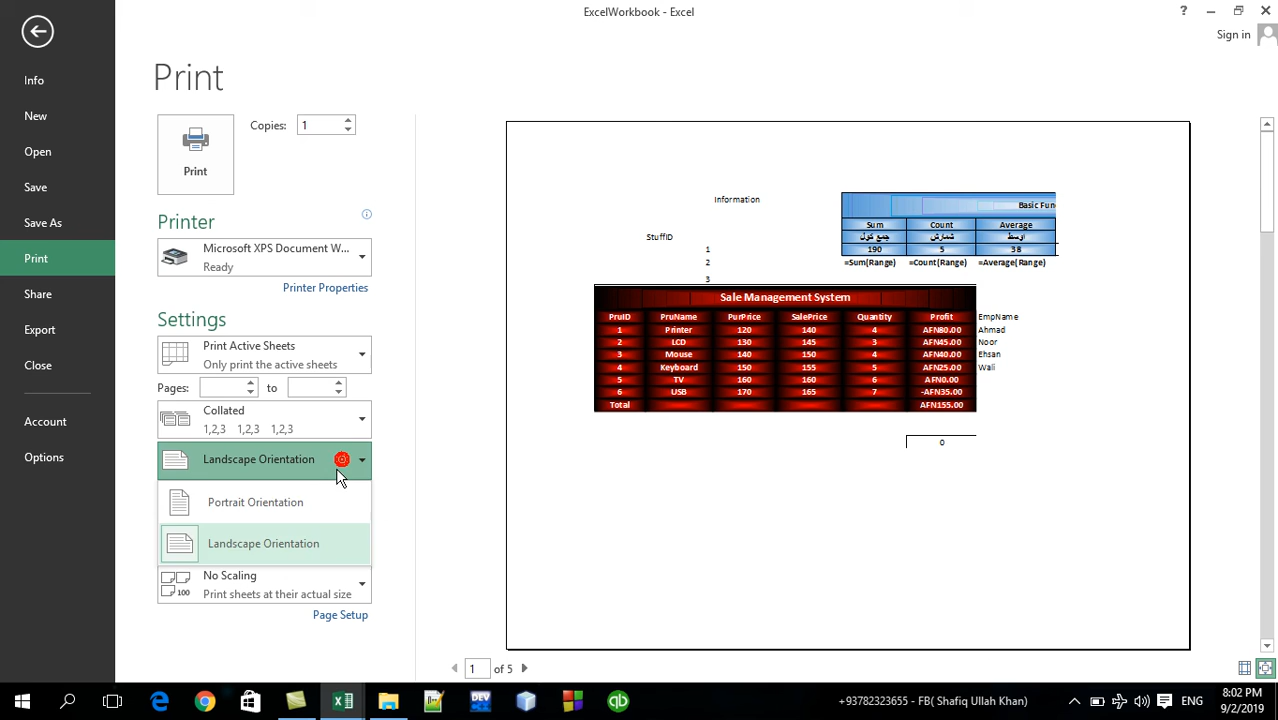 ExcelWorkbook - Excel
?
Sign in
Info
New
Open
Save
Save As
Print
Share
Export
Close
Account
Options
Print
Print
Copies: 1
Printer
Microsoft XPS Document W...
Ready
Printer Properties
Settings
Print Active Sheets
Only print the active sheets
Pages: to
Collated
1,2,3 1,2,3 1,2,3
Landscape Orientation
Portrait Orientation
Landscape Orientation
No Scaling
Print sheets at their actual size
100
Page Setup
Information
Basic Fun
StuffID
Sum Count Average
جمع کول شمارش اوسط
1 190 5 38
2 =Sum(Range) =Count(Range) =Average(Range)
3
Sale Management System
PruID PruName PurPrice SalePrice Quantity Profit EmpName
1 Printer 120 140 4 AFN80.00 Ahmad
2 LCD 130 145 3 AFN45.00 Noor
3 Mouse 140 150 4 AFN40.00 Ehsan
4 Keyboard 150 155 5 AFN25.00 Wali
5 TV 160 160 6 AFN0.00
6 USB 170 165 7 -AFN35.00
Total AFN155.00
0
1 of 5
DEV
qb
+93782323655 - FB( Shafiq Ullah Khan)
ENG
8:02 PM
9/2/2019